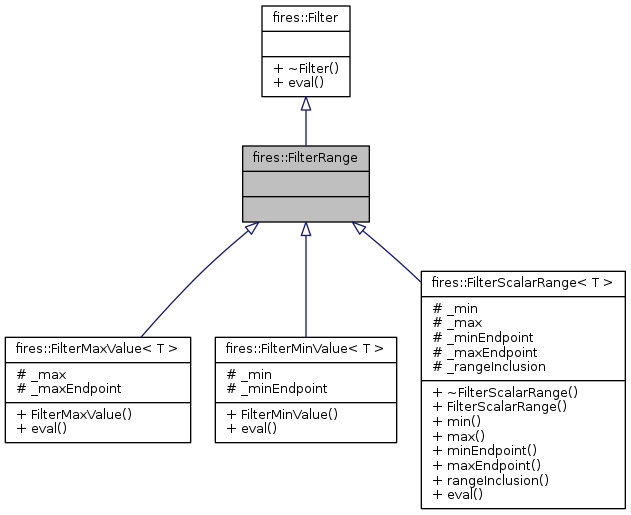 fires::Filter
+ ~Filter()
+ eval()
fires::FilterRange
fires::FilterMaxValue< T >
# _max
# _maxEndpoint
+ FilterMaxValue()
+ eval()
fires::FilterMinValue< T >
# _min
# _minEndpoint
+ FilterMinValue()
+ eval()
fires::FilterScalarRange< T >
# _min
# _max
# _minEndpoint
# _maxEndpoint
# _rangeInclusion
+ ~FilterScalarRange()
+ FilterScalarRange()
+ min()
+ max()
+ minEndpoint()
+ maxEndpoint()
+ rangeInclusion()
+ eval()